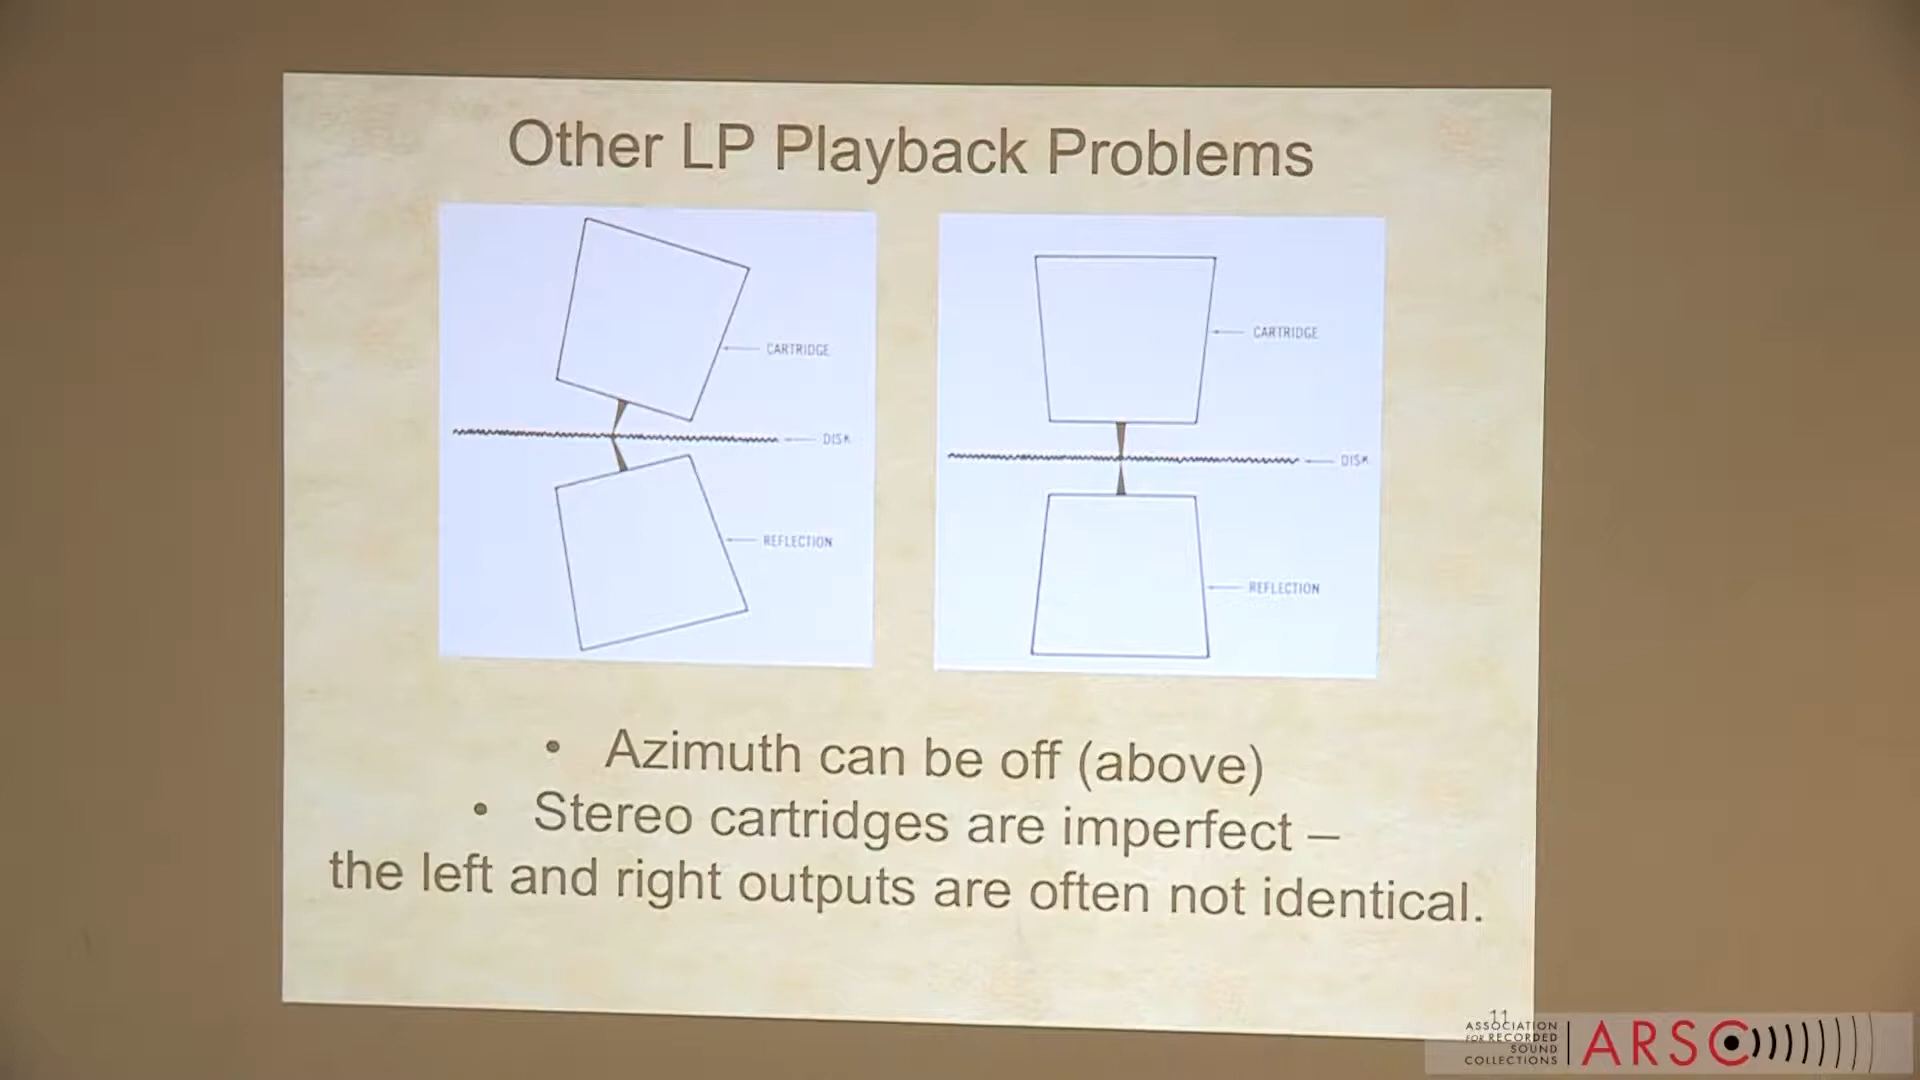 Other LP Playback Problems
CARTRIDGE
DISK
REFLECTION
CARTRIDGE
DISK
REFLECTION
• Azimuth can be off (above)
• Stereo cartridges are imperfect –
the left and right outputs are often not identical.
11
ASSOCIATION
FOR RECORDED
SOUND
COLLECTIONS
ARSC